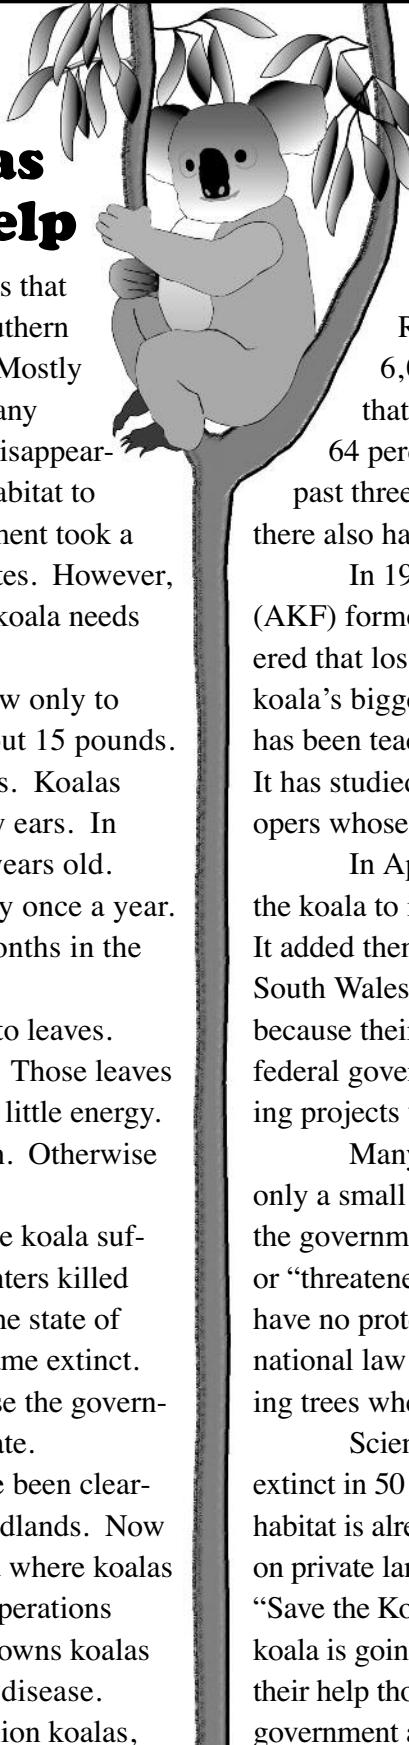 as
elp
s that
uthern
Mostly
any
isappear-
abitat to
ment took a
tes. However,
koala needs
w only to
out 15 pounds.
s. Koalas
y ears. In
years old.
y once a year.
onths in the
to leaves.
Those leaves
little energy.
n. Otherwise
e koala suf-
nters killed
he state of
ame extinct.
se the govern-
ate.
e been clear-
dlands. Now
where koalas
perations
owns koalas
disease.
ion koalas,
R
6,0
that
64 perc
past three
there also ha
In 19
(AKF) forme
ered that los
koala’s bigge
has been teac
It has studied
opers whose
In Ap
the koala to
It added them
South Wales
because their
federal gover
ing projects
Many
only a small
the governm
or “threatene
have no prote
national law
ing trees whe
Scien
extinct in 50
habitat is alre
on private lan
“Save the Ko
koala is goin
their help tho
government a